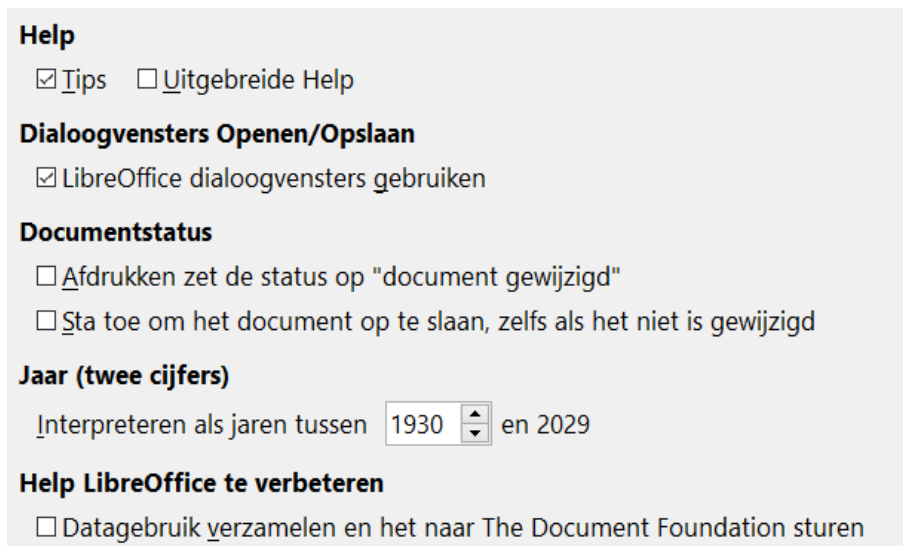 Help
Tips Uitgebreide Help
Dialoogvensters Openen/Opslaan
LibreOffice dialoogvensters gebruiken
Documentstatus
Afdrukken zet de status op "document gewijzigd"
Sta toe om het document op te slaan, zelfs als het niet is gewijzigd
Jaar (twee cijfers)
Interpreteren als jaren tussen 1930 en 2029
Help LibreOffice te verbeteren
Datagebruik verzamelen en het naar The Document Foundation sturen